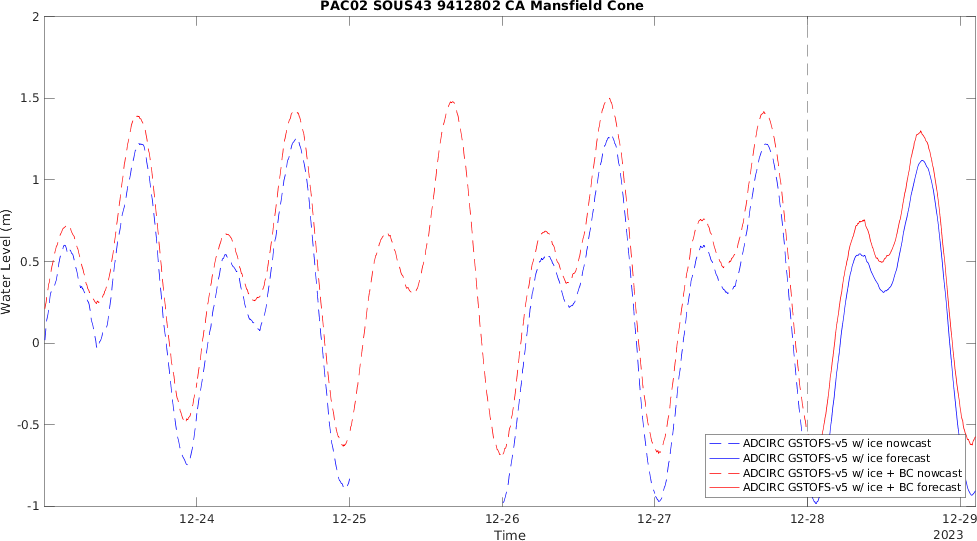 PAC02 SOUS43 9412802 CA Mansfield Cone
2
1.5
1
0.5
0
-0.5
-1
Water Level (m)
ADCIRC GSTOFS-v5 w/ ice nowcast
ADCIRC GSTOFS-v5 w/ ice forecast
ADCIRC GSTOFS-v5 w/ ice + BC nowcast
ADCIRC GSTOFS-v5 w/ ice + BC forecast
12-24 12-25 12-26 12-27 12-28 12-29
Time
2023